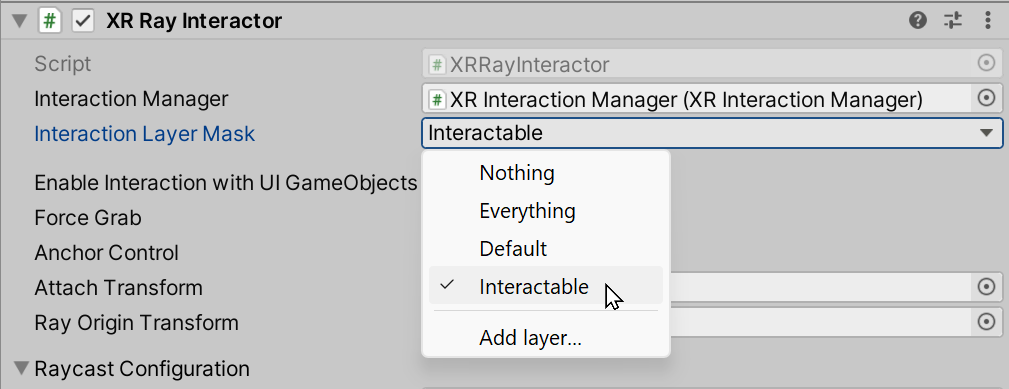 XR Ray Interactor
Script
# XRRayInteractor
Interaction Manager
# XR Interaction Manager (XR Interaction Manager)
Interaction Layer Mask
Interactable
Nothing
Everything
Default
Interactable
Add layer...
Enable Interaction with UI GameObjects
Force Grab
Anchor Control
Attach Transform
Ray Origin Transform
Raycast Configuration